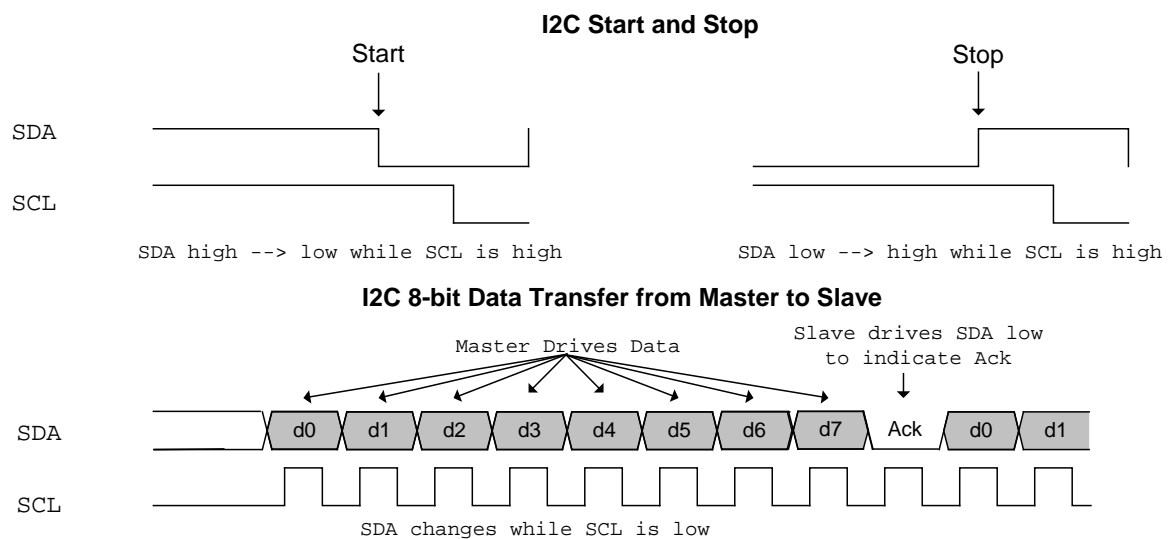 I2C Start and Stop
Start
Stop
SDA
SCL
SDA high --> low while SCL is high
SDA low --> high while SCL is high
I2C 8-bit Data Transfer from Master to Slave
Master Drives Data
Slave drives SDA low
to indicate Ack
SDA
d0 d1 d2 d3 d4 d5 d6 d7 Ack d0 d1
SCL
SDA changes while SCL is low